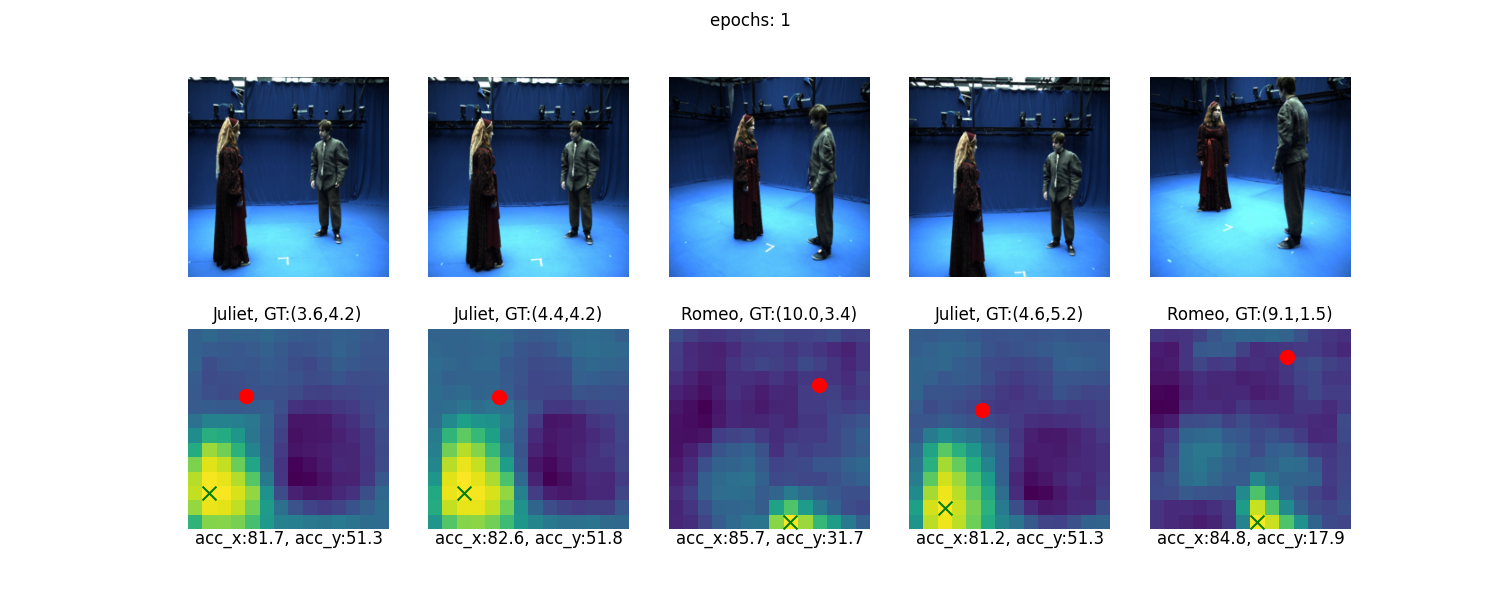 epochs: 1
Juliet, GT:(3.6,4.2)
Juliet, GT:(4.4,4.2)
Romeo, GT:(10.0,3.4)
Juliet, GT:(4.6,5.2)
Romeo, GT:(9.1,1.5)
acc_x:81.7, acc_y:51.3
acc_x:82.6, acc_y:51.8
acc_x:85.7, acc_y:31.7
acc_x:81.2, acc_y:51.3
acc_x:84.8, acc_y:17.9